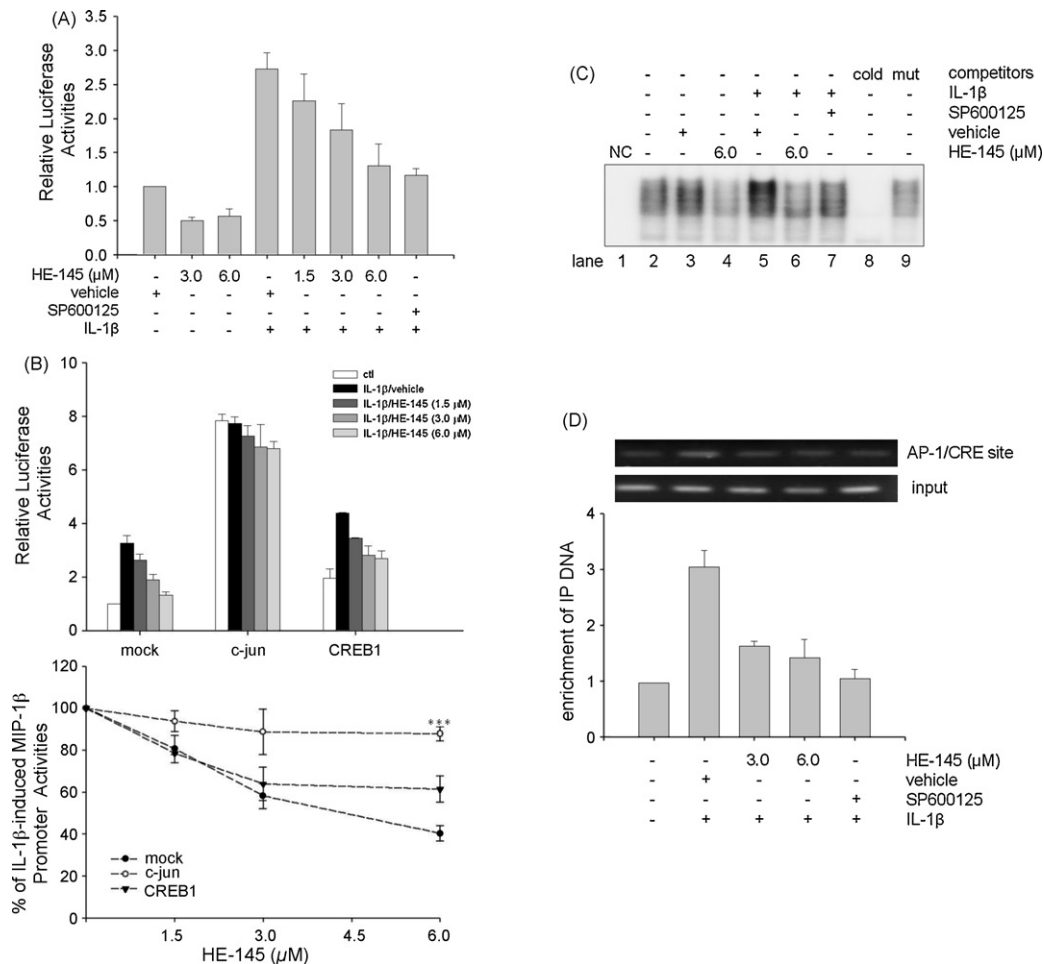 (A)
Relative Luciferase
Activities
3.5
3.0
2.5
2.0
1.5
1.0
0.5
0.0
HE-145 (µM) - 3.0 6.0 - 1.5 3.0 6.0 -
vehicle + - - + - - - -
SP600125 - - - - - - - +
IL-1β - - - + + + + +
(B)
Relative Luciferase
Activities
10
8
6
4
2
0
ctl
IL-1β/vehicle
IL-1β/HE-145 (1.5 µM)
IL-1β/HE-145 (3.0 µM)
IL-1β/HE-145 (6.0 µM)
mock c-jun CREB1
% of IL-1β-induced MIP-1β
Promoter Activities
120
100
80
60
40
20
0
***
mock
c-jun
CREB1
1.5 3.0 4.5 6.0
HE-145 (µM)
(C)
- - - - - - cold mut competitors
- - - + + + - - IL-1β
- - - - - + - - SP600125
- + - + - - - - vehicle
NC - - 6.0 - 6.0 - - - HE-145 (µM)
lane 1 2 3 4 5 6 7 8 9
(D)
AP-1/CRE site
input
enrichment of IP DNA
4
3
2
1
0
- - 3.0 6.0 - HE-145 (µM)
- + - - - vehicle
- - - - + SP600125
- + + + + IL-1β